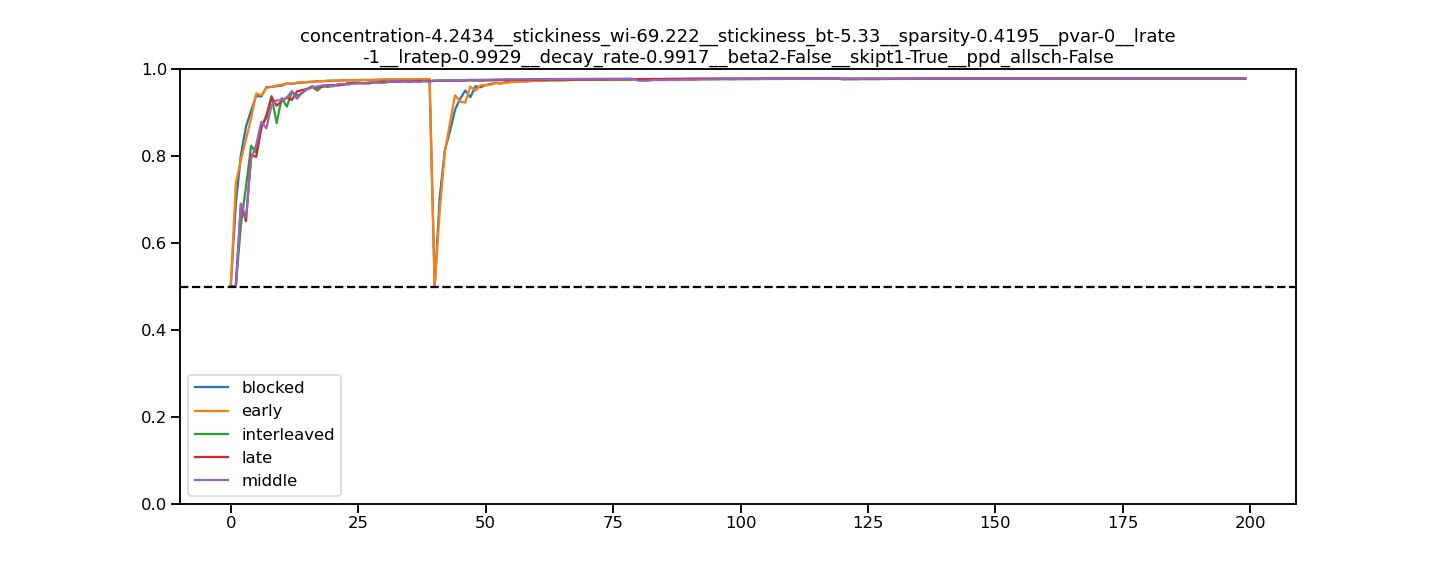 concentration-4.2434__stickiness_wi-69.222__stickiness_bt-5.33__sparsity-0.4195__pvar-0__lrate
-1__lratep-0.9929__decay_rate-0.9917__beta2-False__skipt1-True__ppd_allsch-False
1.0
0.8
0.6
0.4
0.2
0.0
blocked
early
interleaved
late
middle
0 25 50 75 100 125 150 175 200